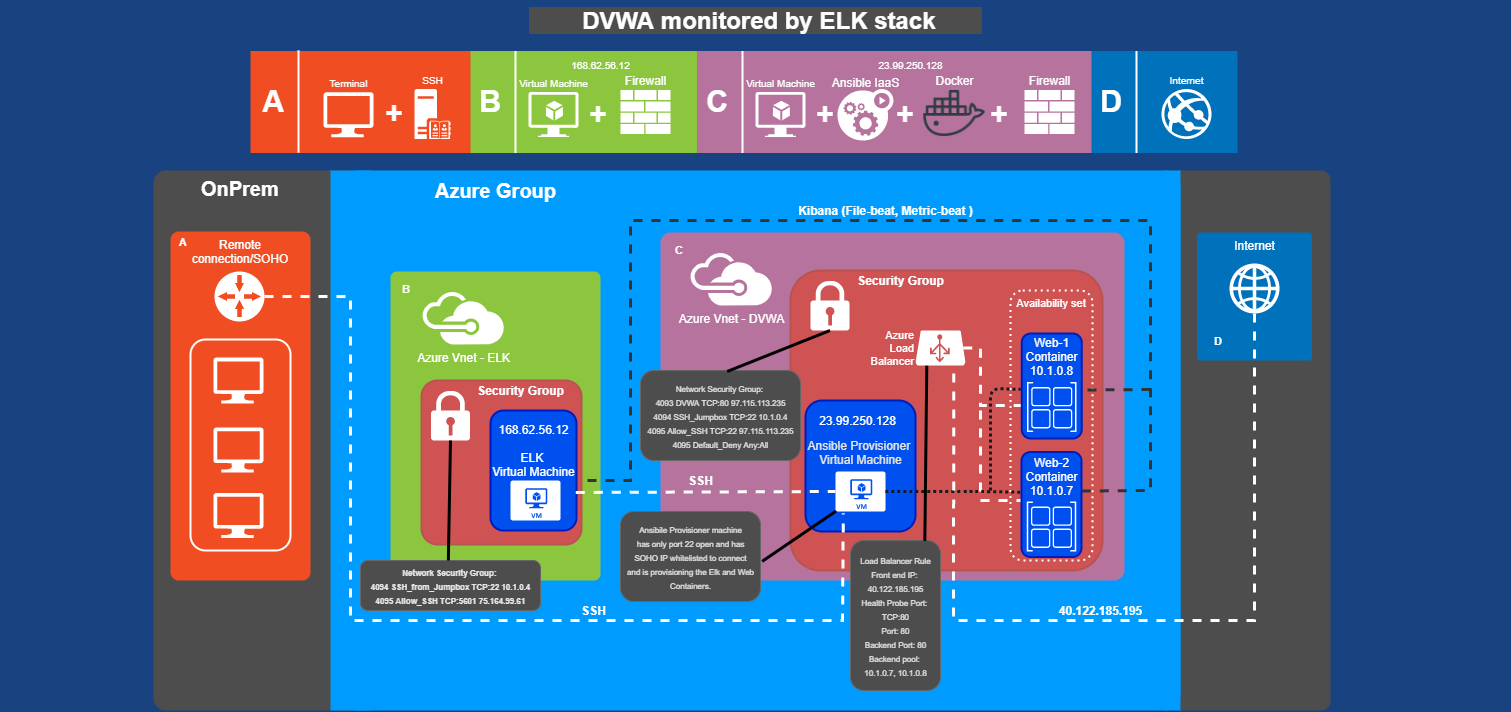 DVWA monitored by ELK stack
A
Terminal
SSH
B
168.62.56.12
Virtual Machine
Firewall
C
23.99.250.128
Virtual Machine
Ansible IaaS
Docker
Firewall
D
Internet
OnPrem
Azure Group
Kibana (File-beat, Metric-beat )
A
Remote
connection/SOHO
B
Azure Vnet - ELK
Security Group
168.62.56.12
ELK
Virtual Machine
VM
Network Security Group:
4094 SSH_from_Jumpbox TCP:22 10.1.0.4
4095 Allow_SSH TCP:5601 75.164.99.61
C
Azure Vnet - DVWA
Security Group
Network Security Group:
4093 DVWA TCP:80 97.115.113.235
4094 SSH_Jumpbox TCP:22 10.1.0.4
4095 Allow_SSH TCP:22 97.115.113.235
4095 Default_Deny Any:All
Azure
Load
Balancer
Availability set
Web-1
Container
10.1.0.8
Web-2
Container
10.1.0.7
23.99.250.128
Ansible Provisioner
Virtual Machine
VM
SSH
Ansibile Provisioner machine
has only port 22 open and has
SOHO IP whitelisted to connect
and is provisioning the Elk and Web
Containers.
Load Balancer Rule
Front end IP:
40.122.185.195
Health Probe Port:
TCP:80
Port: 80
Backend Port: 80
Backend pool:
10.1.0.7, 10.1.0.8
SSH
40.122.185.195
Internet
D